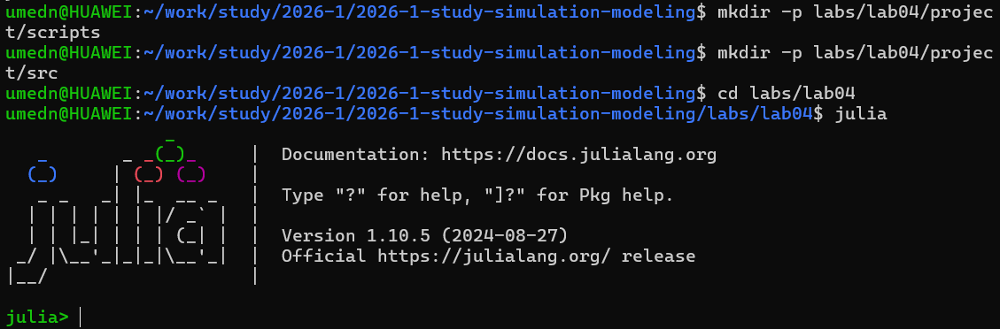 umedn@HUAWEI:~/work/study/2026-1/2026-1-study-simulation-modeling$ mkdir -p labs/lab04/projec
t/scripts
umedn@HUAWEI:~/work/study/2026-1/2026-1-study-simulation-modeling$ mkdir -p labs/lab04/projec
t/src
umedn@HUAWEI:~/work/study/2026-1/2026-1-study-simulation-modeling$ cd labs/lab04
umedn@HUAWEI:~/work/study/2026-1/2026-1-study-simulation-modeling/labs/lab04$ julia
               _
   _       _ _(_)_     |  Documentation: https://docs.julialang.org
  (_)     | (_) (_)    |
   _ _   _| |_  __ _   |  Type "?" for help, "]?" for Pkg help.
  | | | | | | |/ _` |  |
  | | |_| | | | (_| |  |  Version 1.10.5 (2024-08-27)
 _/ |\__'_|_|_|\__'_|  |  Official https://julialang.org/ release
|__/                   |
julia>